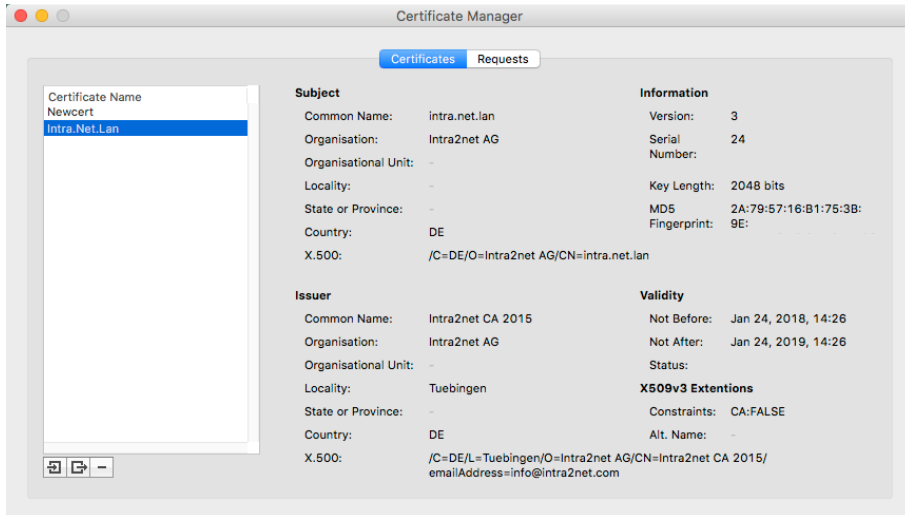 Certificate Manager
Certificates Requests
Certificate Name
Newcert
Intra.Net.Lan
Subject
Common Name: intra.net.lan
Organisation: Intra2net AG
Organisational Unit: -
Locality: -
State or Province: -
Country: DE
X.500: /C=DE/O=Intra2net AG/CN=intra.net.lan
Information
Version: 3
Serial 24
Number:
Key Length: 2048 bits
MD5 2A:79:57:16:B1:75:3B:
Fingerprint: 9E:
Issuer
Common Name: Intra2net CA 2015
Organisation: Intra2net AG
Organisational Unit: -
Locality: Tuebingen
State or Province: -
Country: DE
X.500: /C=DE/L=Tuebingen/O=Intra2net AG/CN=Intra2net CA 2015/
emailAddress=info@intra2net.com
Validity
Not Before: Jan 24, 2018, 14:26
Not After: Jan 24, 2019, 14:26
Status:
X509v3 Extentions
Constraints: CA:FALSE
Alt. Name: -